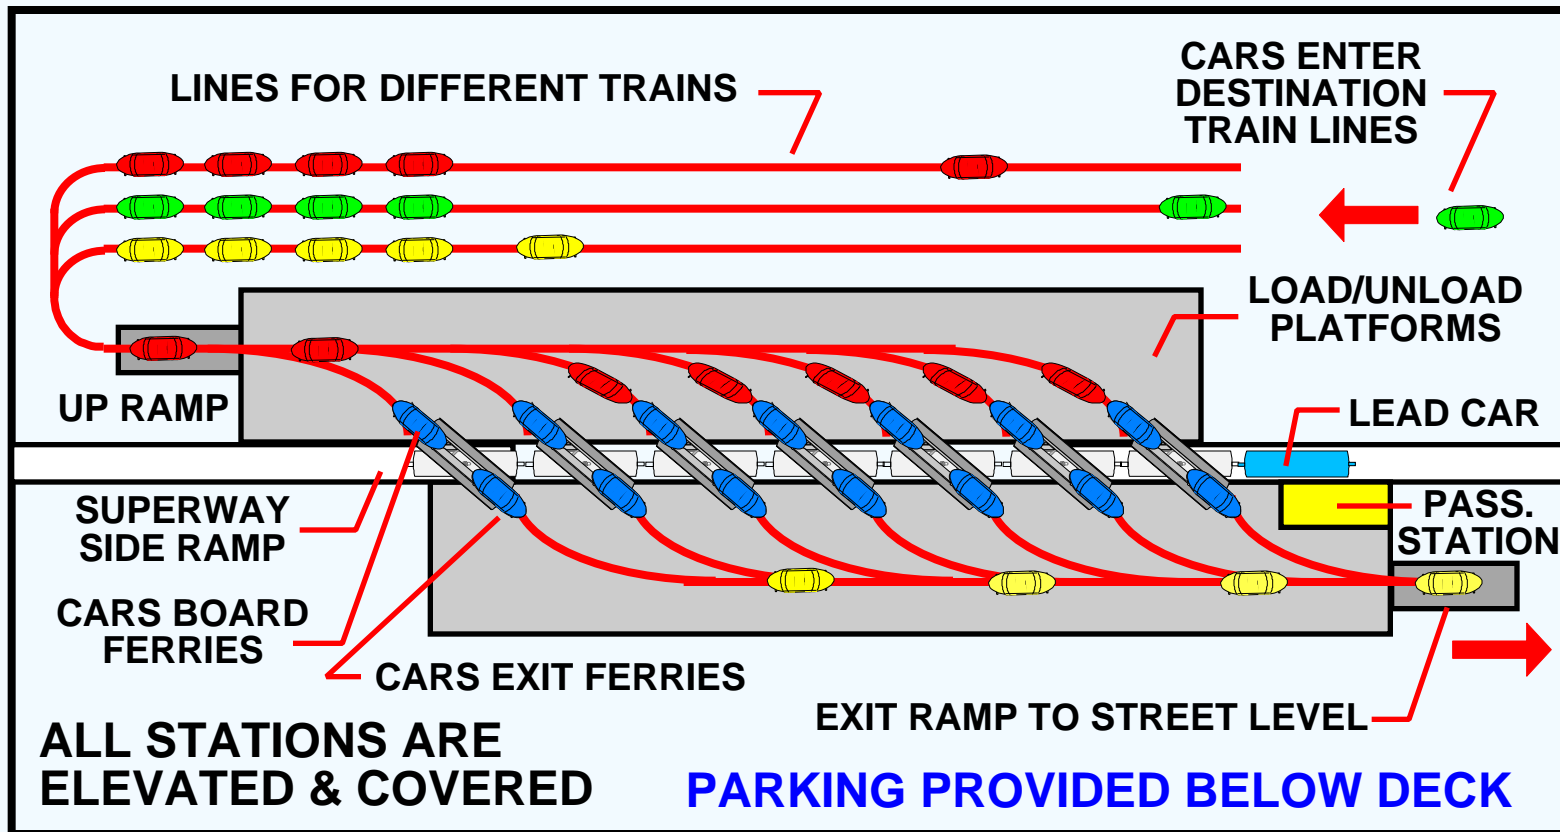 LINES FOR DIFFERENT TRAINS
CARS ENTER
DESTINATION
TRAIN LINES
LOAD/UNLOAD
PLATFORMS
UP RAMP
LEAD CAR
SUPERWAY
SIDE RAMP
PASS.
STATION
CARS BOARD
FERRIES
CARS EXIT FERRIES
EXIT RAMP TO STREET LEVEL
ALL STATIONS ARE
ELEVATED & COVERED
PARKING PROVIDED BELOW DECK